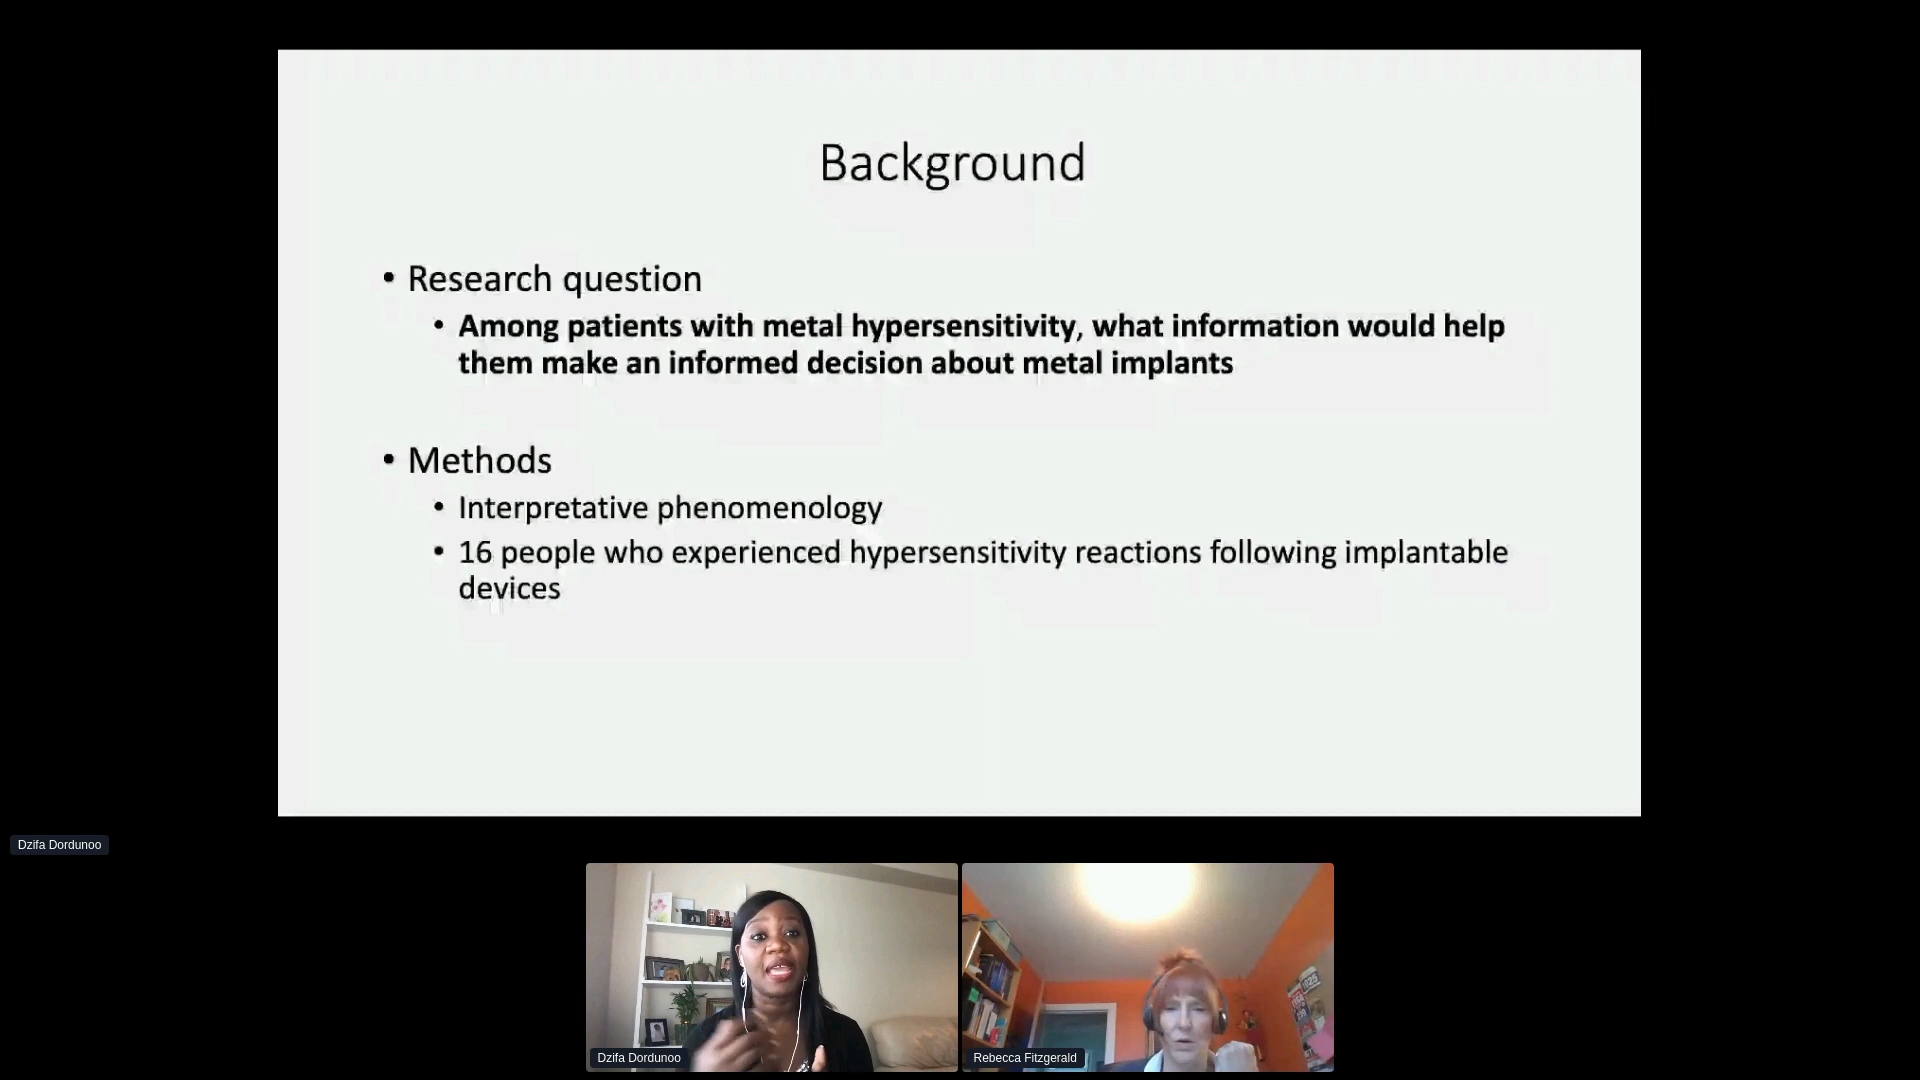 Background
• Research question
• Among patients with metal hypersensitivity, what information would help
them make an informed decision about metal implants
• Methods
• Interpretative phenomenology
• 16 people who experienced hypersensitivity reactions following implantable
devices
Dzifa Dordunoo
Dzifa Dordunoo
Rebecca Fitzgerald